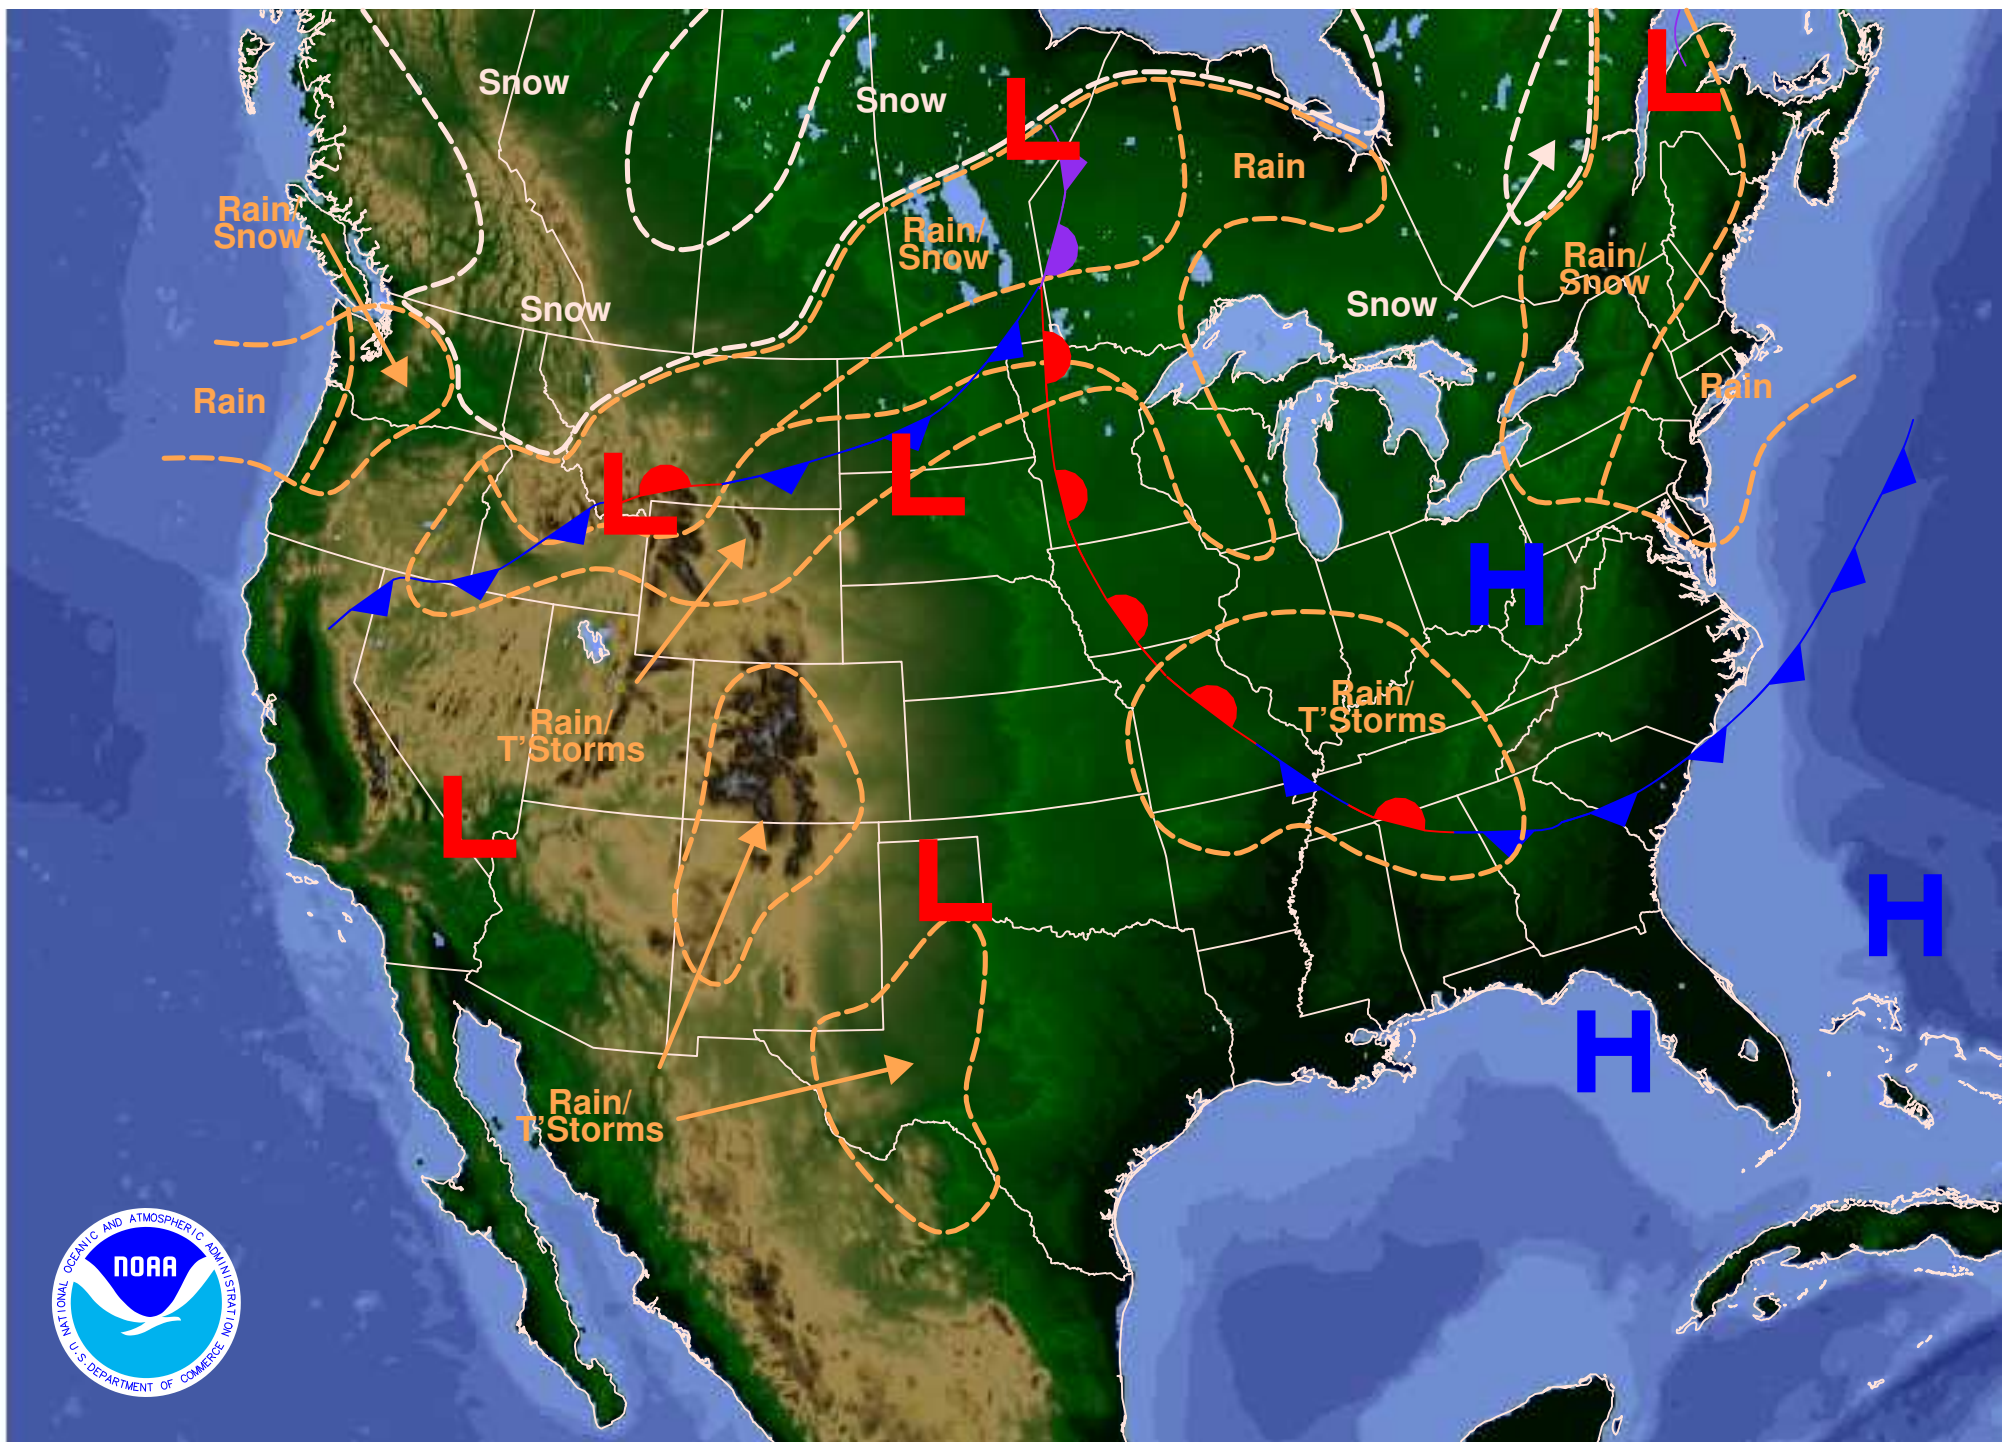 Snow
Snow
L
L
Rain
Rain/
Snow
Rain/
Snow
Rain/
Snow
Snow
Snow
Rain
Rain
L
L
H
Rain/
T'Storms
Rain/
T'Storms
L
L
H
H
Rain/
T'Storms
NATIONAL OCEANIC AND ATMOSPHERIC ADMINISTRATION
NOAA
U.S. DEPARTMENT OF COMMERCE